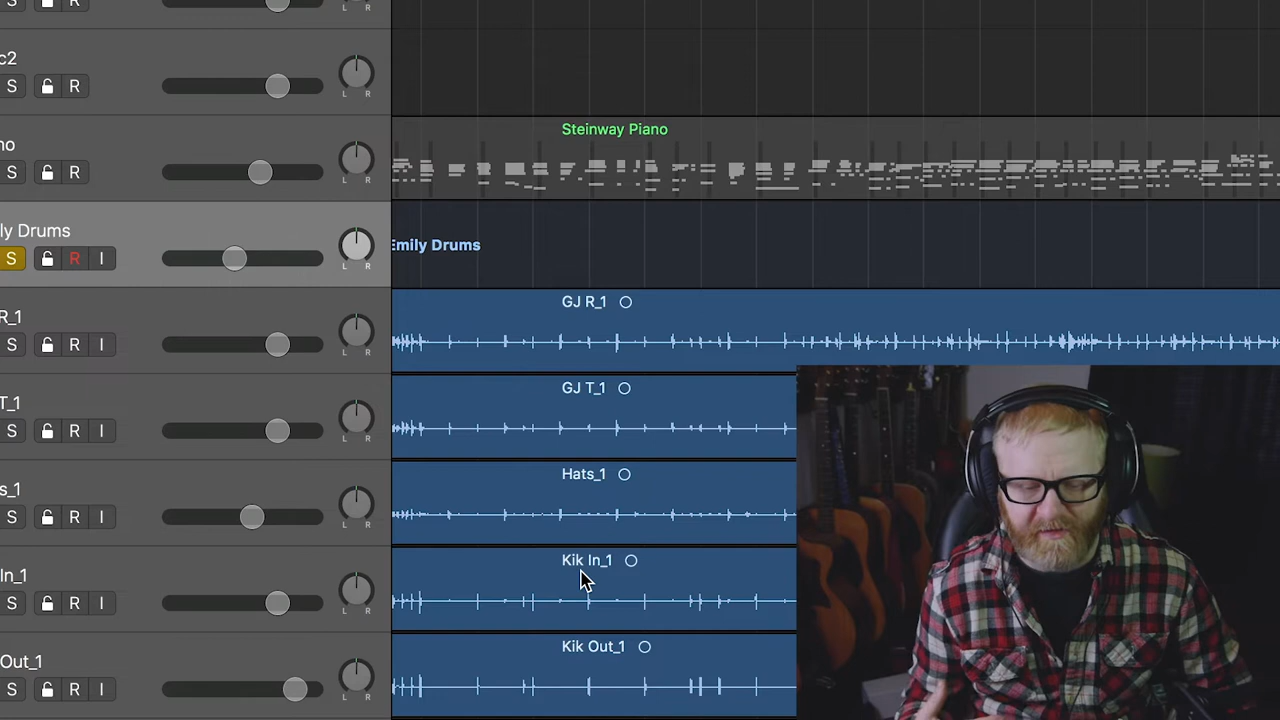 S R
c2
S R
L R
Steinway Piano
no
S R
L R
ly Drums
S R I
L R
Emily Drums
R_1
S R I
L R
GJ R_1
T_1
S R I
L R
GJ T_1
s_1
S R I
L R
Hats_1
In_1
S R I
L R
Kik In_1
Out_1
S R I
L R
Kik Out_1